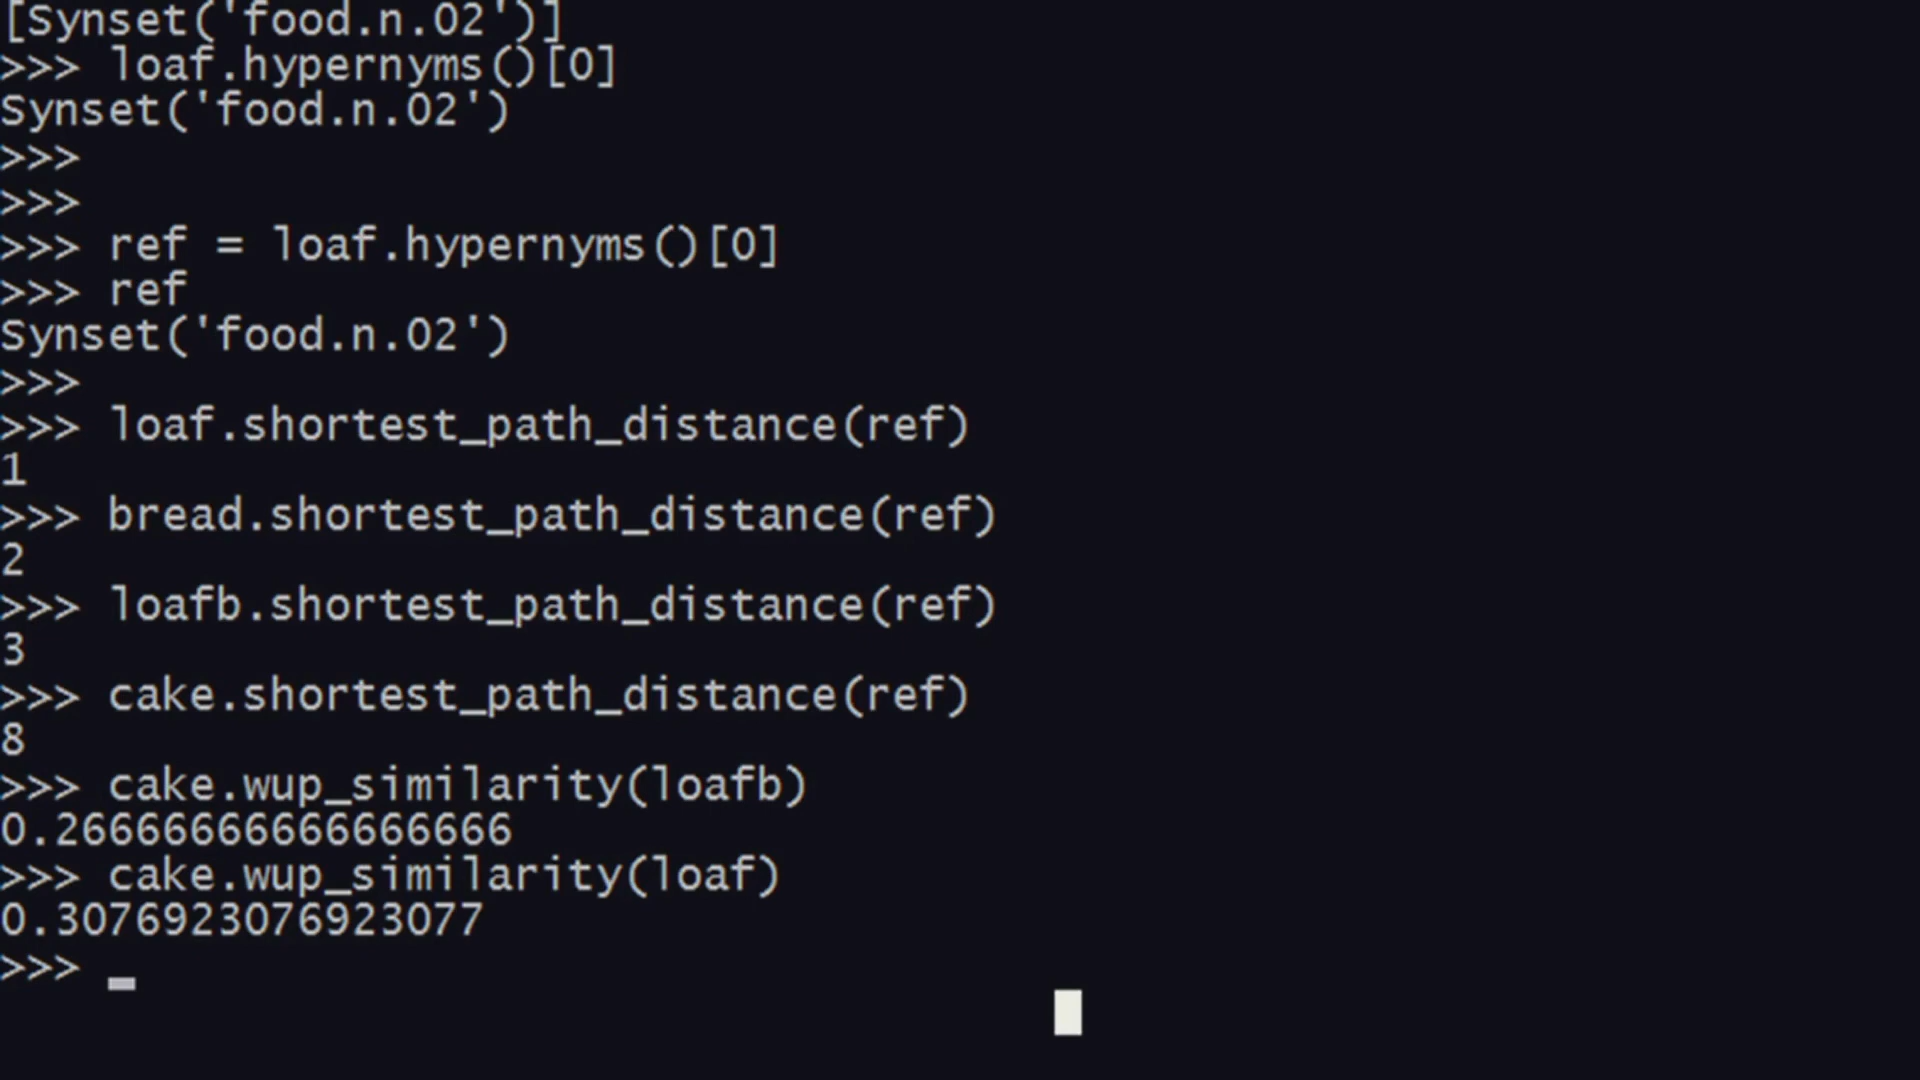 [Synset('food.n.02')]
>>> loaf.hypernyms()[0]
Synset('food.n.02')
>>>
>>>
>>> ref = loaf.hypernyms()[0]
>>> ref
Synset('food.n.02')
>>>
>>> loaf.shortest_path_distance(ref)
1
>>> bread.shortest_path_distance(ref)
2
>>> loafb.shortest_path_distance(ref)
3
>>> cake.shortest_path_distance(ref)
8
>>> cake.wup_similarity(loafb)
0.26666666666666666
>>> cake.wup_similarity(loaf)
0.3076923076923077
>>>